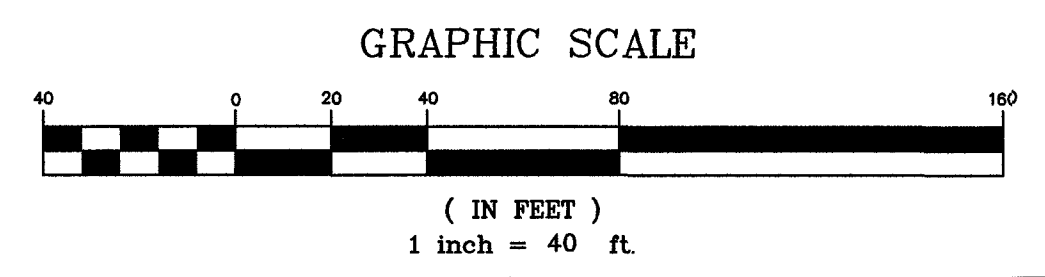 GRAPHIC SCALE
40 0 20 40 80 160
( IN FEET )
1 inch = 40 ft.